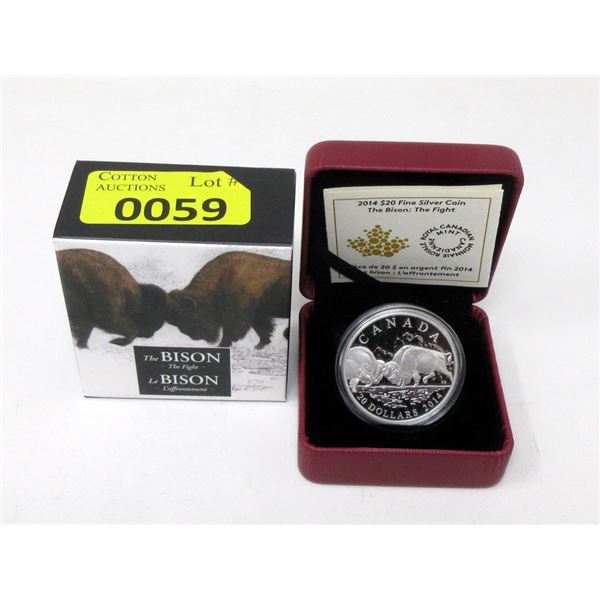 COTTON
AUCTIONS
Lot #
0059
The BISON
- The Fight -
Le BISON
- L'affrontement -
2014 $20 Fine Silver Coin
The Bison: The Fight
ROYAL CANADIAN MINT
MONNAIE ROYALE CANADIENNE
de 20 $ en argent fin 2014
bison : L'affrontement
CANADA
20 DOLLARS 2014